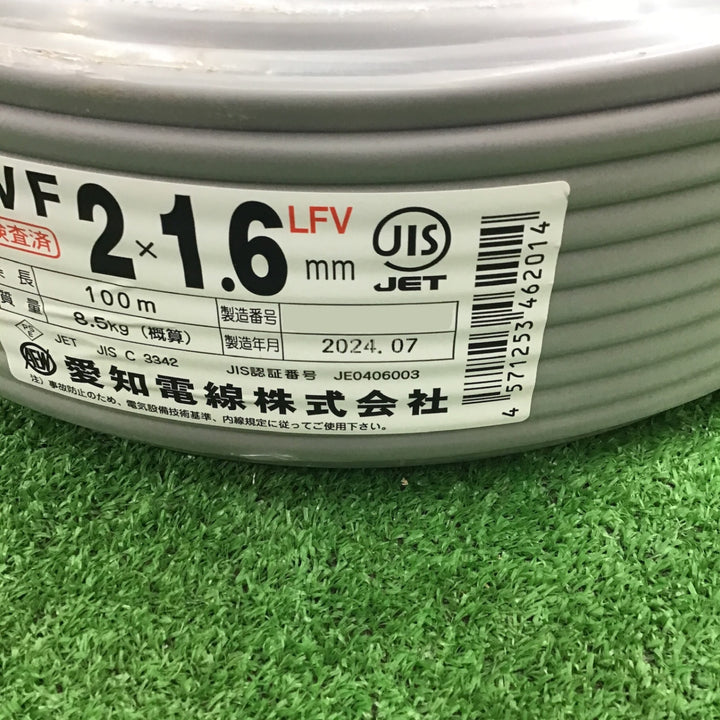 VVF 2×1.6 mm LFV
検査済
JIS
JET
条長 100m
質量 8.5kg (概算)
製造番号
製造年月 2024.07
PSE JET JIS C 3342 JIS認証番号 JE0406003
AEW 愛知電線株式会社
注) 事故防止のため、電気設備技術基準、内線規定に従ってご使用下さい。
4 571253 462014